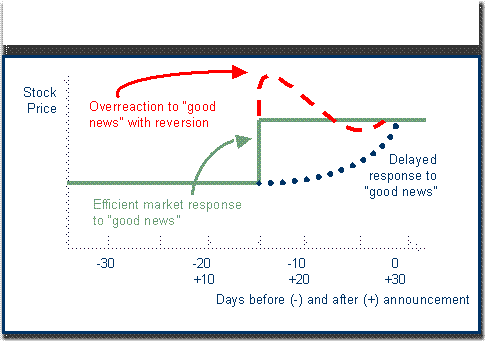 Stock
Price
Overreaction to "good
news" with reversion
Delayed
response to
"good news"
Efficient market response
to "good news"
-30 -20 -10 0
+10 +20 +30
Days before (-) and after (+) announcement